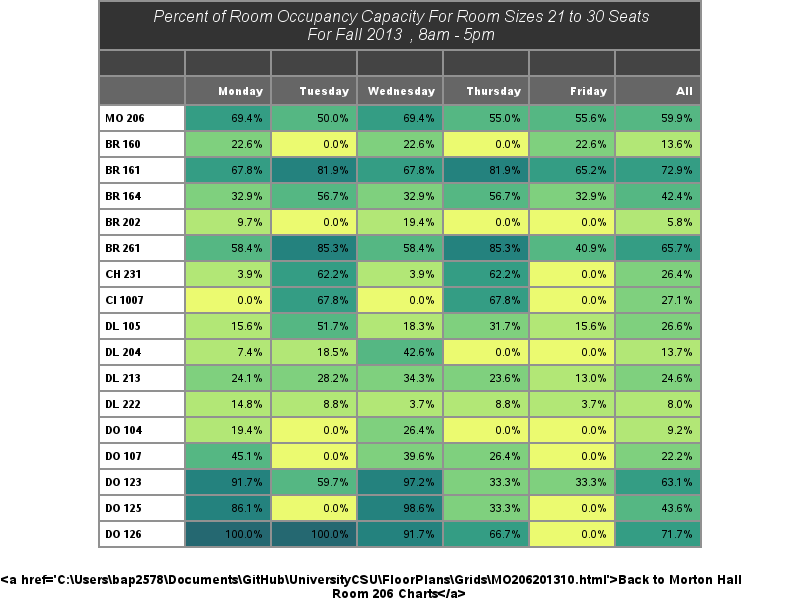 Percent of Room Occupancy Capacity For Room Sizes 21 to 30 Seats
For Fall 2013 , 8am - 5pm
Monday Tuesday Wednesday Thursday Friday All
MO 206 69.4% 50.0% 69.4% 55.0% 55.6% 59.9%
BR 160 22.6% 0.0% 22.6% 0.0% 22.6% 13.6%
BR 161 67.8% 81.9% 67.8% 81.9% 65.2% 72.9%
BR 164 32.9% 56.7% 32.9% 56.7% 32.9% 42.4%
BR 202 9.7% 0.0% 19.4% 0.0% 0.0% 5.8%
BR 261 58.4% 85.3% 58.4% 85.3% 40.9% 65.7%
CH 231 3.9% 62.2% 3.9% 62.2% 0.0% 26.4%
CI 1007 0.0% 67.8% 0.0% 67.8% 0.0% 27.1%
DL 105 15.6% 51.7% 18.3% 31.7% 15.6% 26.6%
DL 204 7.4% 18.5% 42.6% 0.0% 0.0% 13.7%
DL 213 24.1% 28.2% 34.3% 23.6% 13.0% 24.6%
DL 222 14.8% 8.8% 3.7% 8.8% 3.7% 8.0%
DO 104 19.4% 0.0% 26.4% 0.0% 0.0% 9.2%
DO 107 45.1% 0.0% 39.6% 26.4% 0.0% 22.2%
DO 123 91.7% 59.7% 97.2% 33.3% 33.3% 63.1%
DO 125 86.1% 0.0% 98.6% 33.3% 0.0% 43.6%
DO 126 100.0% 100.0% 91.7% 66.7% 0.0% 71.7%
<a href='C:\Users\bap2578\Documents\GitHub\UniversityCSU\FloorPlans\Grids\MO206201310.html'>Back to Morton Hall
Room 206 Charts</a>